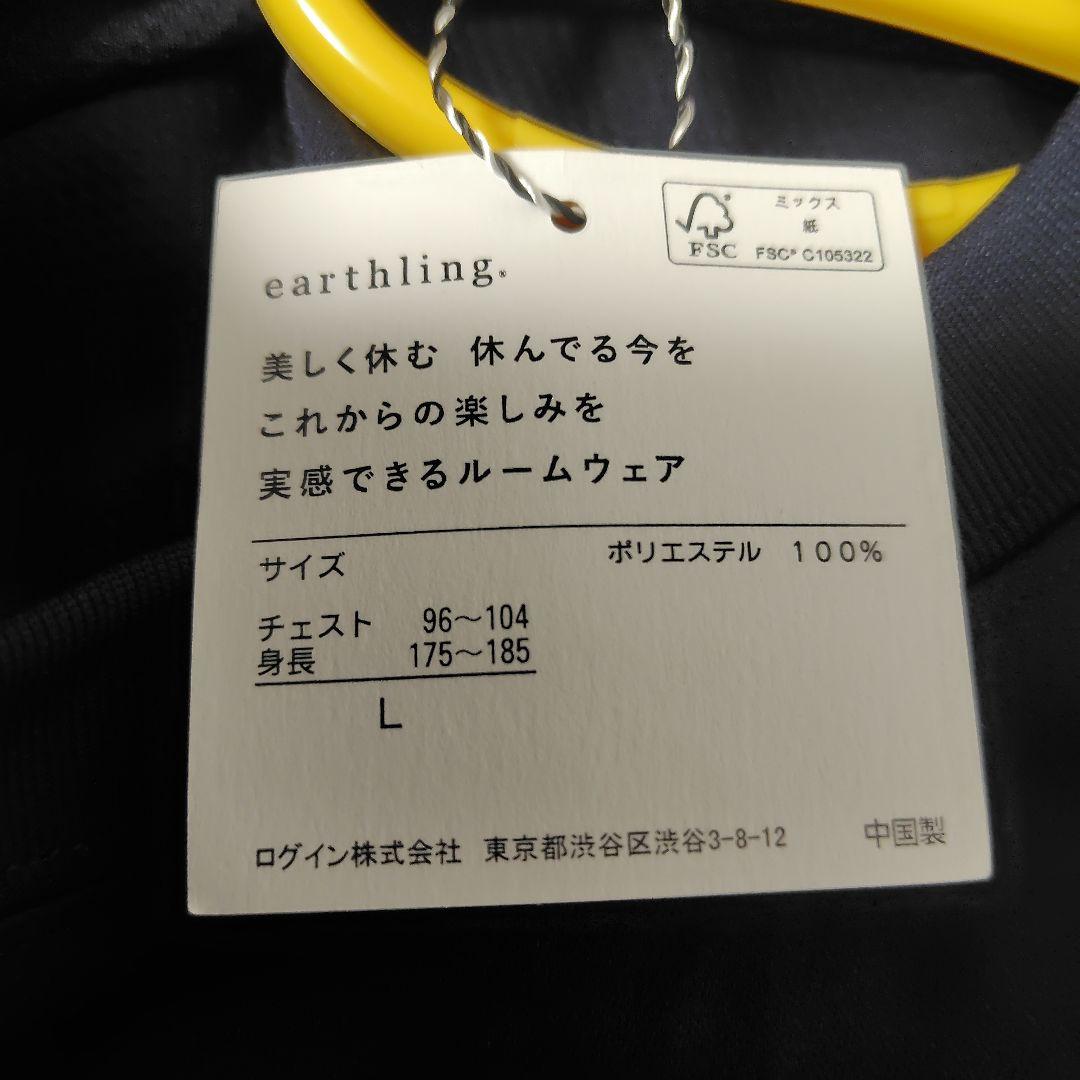 ミックス
紙
FSC
FSC® C105322
earthling®
美しく休む 休んでる今を
これからの楽しみを
実感できるルームウェア
サイズ ポリエステル 100%
チェスト 96〜104
身長 175〜185
L
ログイン株式会社 東京都渋谷区渋谷3-8-12 中国製